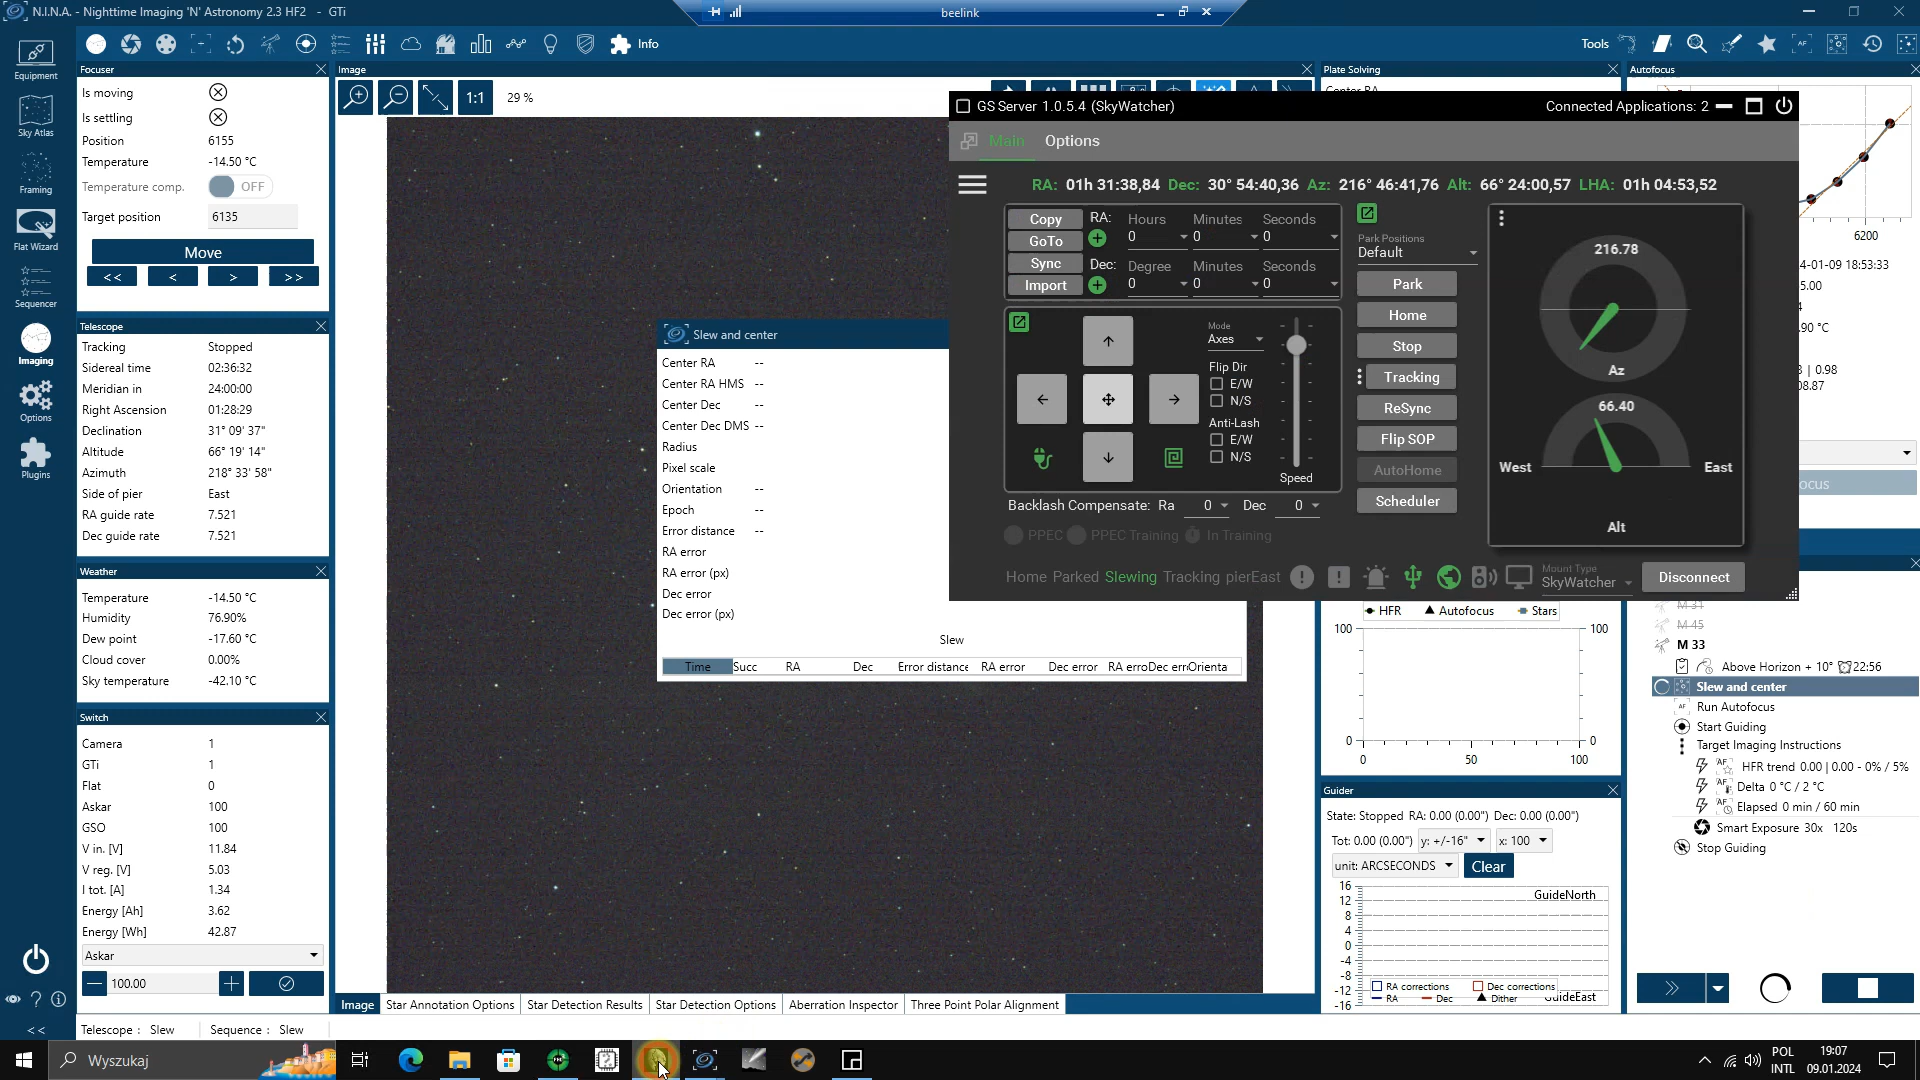 N.I.N.A. - Nighttime Imaging 'N' Astronomy 2.3 HF2 - GTi
beelink
Info
Tools
Equipment
Sky Atlas
Framing
Flat Wizard
Sequencer
Imaging
Options
Plugins
Focuser
Is moving
Is settling
Position 6155
Temperature -14.50 °C
Temperature comp. OFF
Target position 6135
Move
<< < > >>
Telescope
Tracking Stopped
Sidereal time 02:36:32
Meridian in 24:00:00
Right Ascension 01:28:29
Declination 31° 09' 37"
Altitude 66° 19' 14"
Azimuth 218° 33' 58"
Side of pier East
RA guide rate 7.521
Dec guide rate 7.521
Weather
Temperature -14.50 °C
Humidity 76.90%
Dew point -17.60 °C
Cloud cover 0.00%
Sky temperature -42.10 °C
Switch
Camera 1
GTi 1
Flat 0
Askar 100
GSO 100
V in. [V] 11.84
V reg. [V] 5.03
I tot. [A] 1.34
Energy [Ah] 3.62
Energy [Wh] 42.87
Askar
100.00
<<
Telescope : Slew Sequence : Slew
Image
1:1 29 %
Slew and center
Center RA --
Center RA HMS --
Center Dec --
Center Dec DMS --
Radius
Pixel scale
Orientation --
Epoch --
Error distance --
RA error
RA error (px)
Dec error
Dec error (px)
Slew
Time Succ RA Dec Error distance RA error Dec error RA erro Dec err Orienta
Image Star Annotation Options Star Detection Results Star Detection Options Aberration Inspector Three Point Polar Alignment
Plate Solving
GS Server 1.0.5.4 (SkyWatcher) Connected Applications: 2
Main Options
RA: 01h 31:38,84 Dec: 30° 54:40,36 Az: 216° 46:41,76 Alt: 66° 24:00,57 LHA: 01h 04:53,52
Copy
GoTo
Sync
Import
RA: Hours Minutes Seconds
0 0 0
Dec: Degree Minutes Seconds
0 0 0
Mode
Axes
Flip Dir
E/W
N/S
Anti-Lash
E/W
N/S
Speed
Backlash Compensate: Ra 0 Dec 0
PPEC PPEC Training In Training
Park Positions
Default
Park
Home
Stop
Tracking
ReSync
Flip SOP
AutoHome
Scheduler
216.78
Az
66.40
West East
Alt
Home Parked Slewing Tracking pierEast
Mount Type
SkyWatcher
Disconnect
HFR Autofocus Stars
100 100
0 0
0 50 100
Guider
State: Stopped RA: 0.00 (0.00") Dec: 0.00 (0.00")
Tot: 0.00 (0.00") y: +/-16" x: 100
unit: ARCSECONDS Clear
16
12
8
4
0
-4
-8
-12
-16
GuideNorth
RA corrections Dec corrections
RA Dec Dither GuideEast
Autofocus
6200
4-01-09 18:53:33
M 31
M 45
M 33
Above Horizon + 10° 22:56
Slew and center
Run Autofocus
Start Guiding
Target Imaging Instructions
HFR trend 0.00 | 0.00 - 0% / 5%
Delta 0 °C / 2 °C
Elapsed 0 min / 60 min
Smart Exposure 30x 120s
Stop Guiding
Wyszukaj
POL
INTL
19:07
09.01.2024